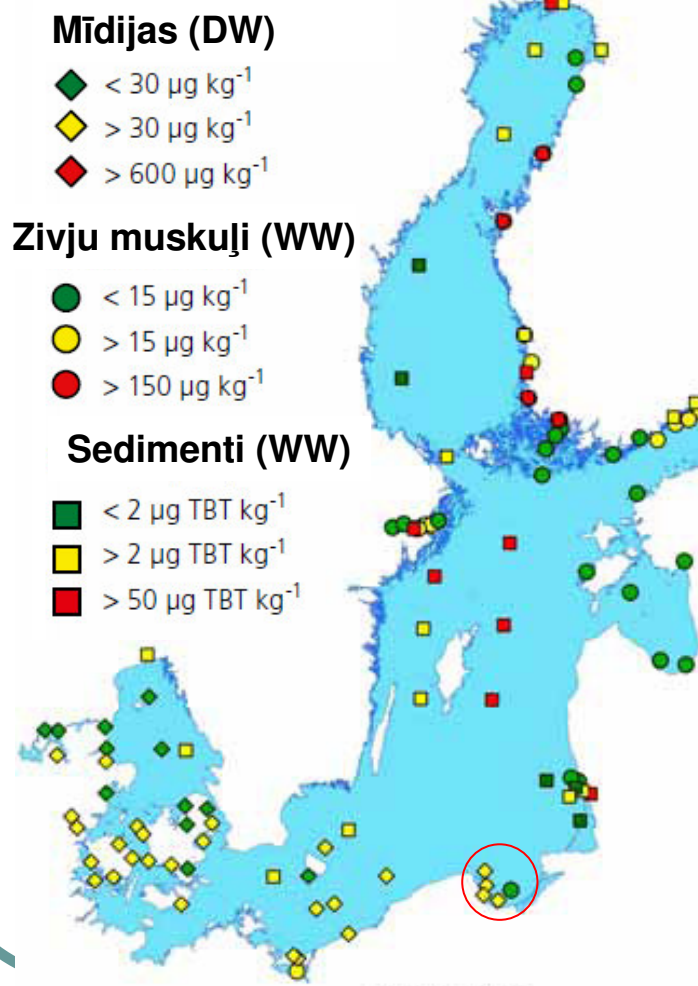 Mīdijas (DW)
< 30 µg kg⁻¹
> 30 µg kg⁻¹
> 600 µg kg⁻¹
Zivju muskuļi (WW)
< 15 µg kg⁻¹
> 15 µg kg⁻¹
> 150 µg kg⁻¹
Sedimenti (WW)
< 2 µg TBT kg⁻¹
> 2 µg TBT kg⁻¹
> 50 µg TBT kg⁻¹